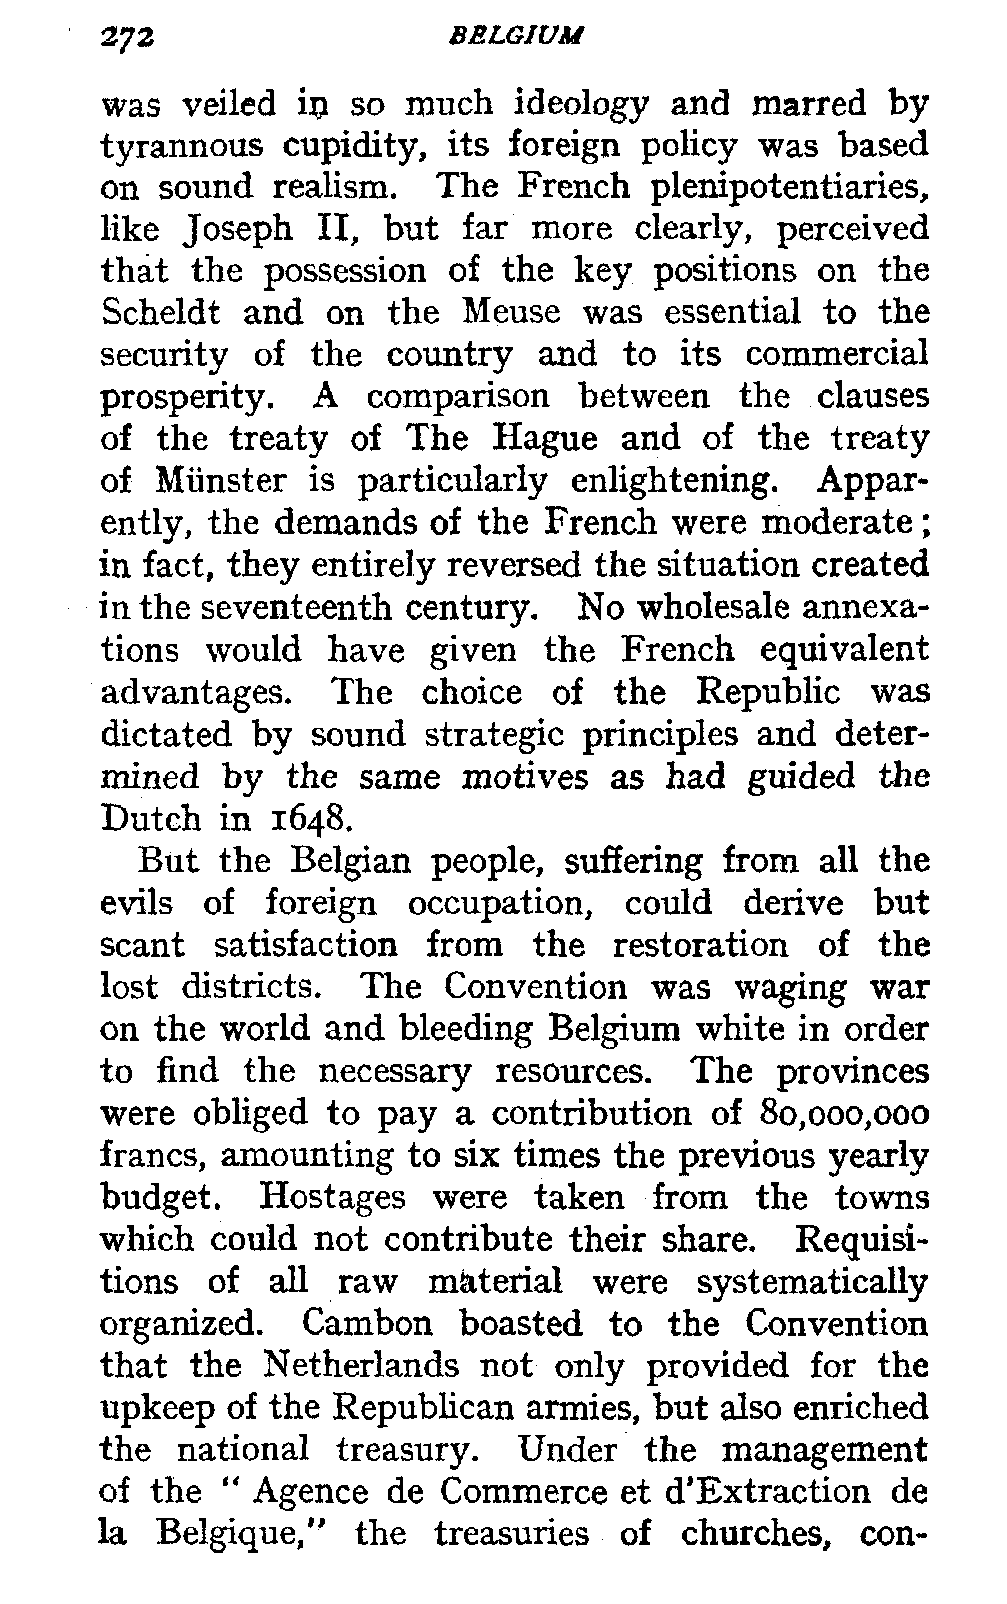 272 BELGIUM
was veiled in so much ideology and marred by
tyrannous cupidity, its foreign policy was based
on sound realism. The French plenipotentiaries,
like Joseph II, but far more clearly, perceived
that the possession of the key positions on the
Scheldt and on the Meuse was essential to the
security of the country and to its commercial
prosperity. A comparison between the clauses
of the treaty of The Hague and of the treaty
of Münster is particularly enlightening. Appar-
ently, the demands of the French were moderate;
in fact, they entirely reversed the situation created
in the seventeenth century. No wholesale annexa-
tions would have given the French equivalent
advantages. The choice of the Republic was
dictated by sound strategic principles and deter-
mined by the same motives as had guided the
Dutch in 1648.
But the Belgian people, suffering from all the
evils of foreign occupation, could derive but
scant satisfaction from the restoration of the
lost districts. The Convention was waging war
on the world and bleeding Belgium white in order
to find the necessary resources. The provinces
were obliged to pay a contribution of 80,000,000
francs, amounting to six times the previous yearly
budget. Hostages were taken from the towns
which could not contribute their share. Requisi-
tions of all raw material were systematically
organized. Cambon boasted to the Convention
that the Netherlands not only provided for the
upkeep of the Republican armies, but also enriched
the national treasury. Under the management
of the " Agence de Commerce et d'Extraction de
la Belgique," the treasuries of churches, con-